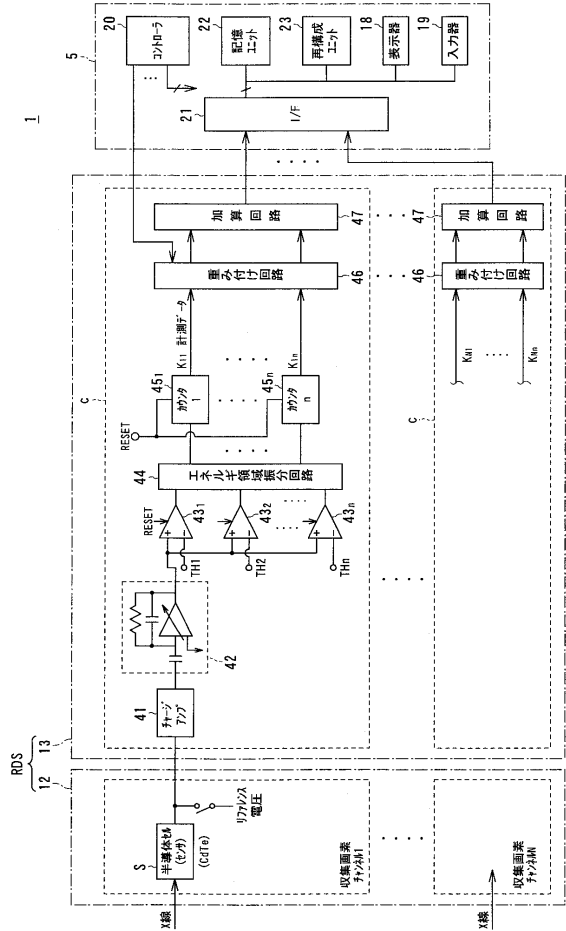 1
RDS
12
13
5
X線
S
半導体セル
(センサ)
(CdTe)
リファレンス
電圧
収集画素
チャンネル1
X線
収集画素
チャンネルN
C
41
チャージ
アンプ
42
RESET
43₁
43₂
43n
TH1
TH2
THn
44
エネルギ領域振分回路
RESET
45₁
カウンタ
1
45n
カウンタ
n
K₁₁
計測データ
K₁n
46
重み付け回路
47
加算回路
C
K_N1
K_Nn
46
重み付け回路
47
加算回路
21
I/F
20
コントローラ
22
記憶
ユニット
23
再構成
ユニット
18
表示器
19
入力器